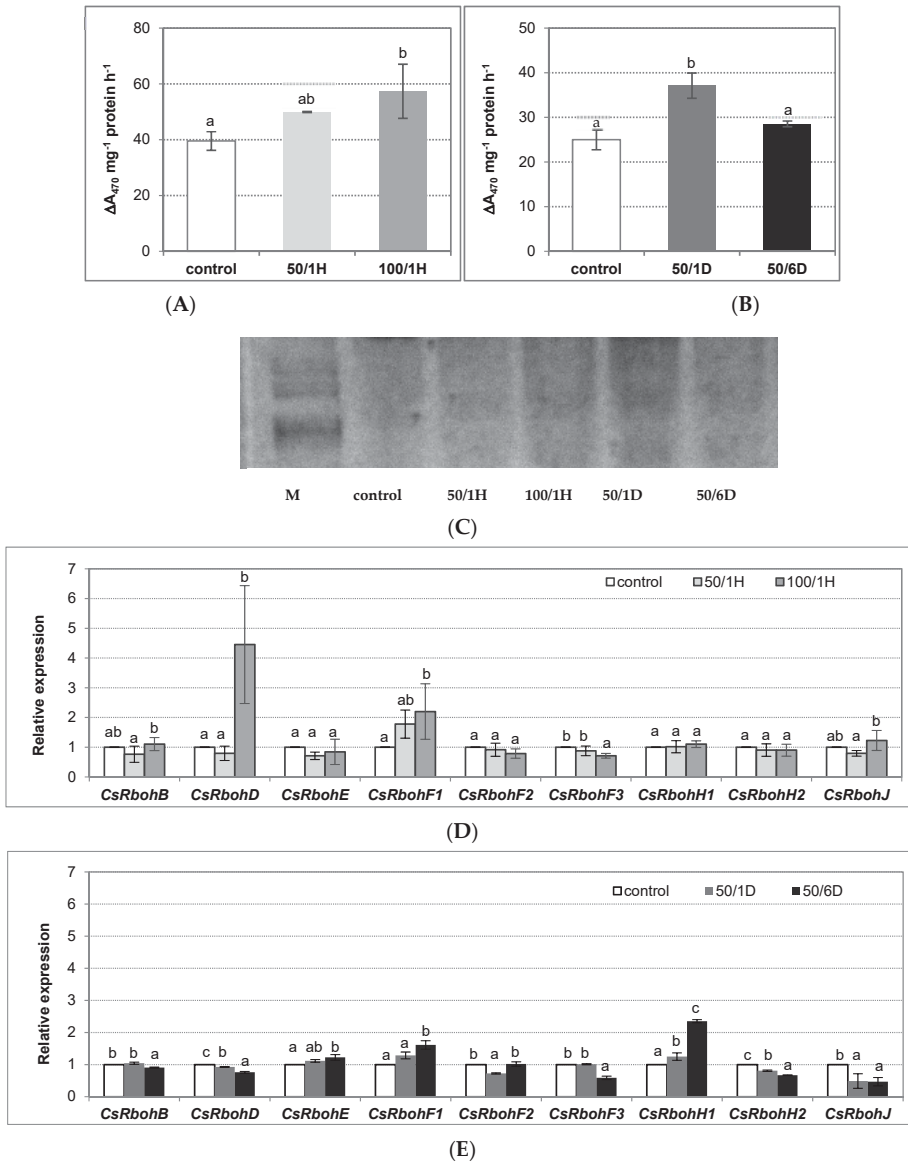 80
60
40
20
0
ΔA₄₇₀ mg⁻¹ protein h⁻¹
a
ab
b
control 50/1H 100/1H
(A)
50
40
30
20
10
0
ΔA₄₇₀ mg⁻¹ protein h⁻¹
a
b
a
control 50/1D 50/6D
(B)
M control 50/1H 100/1H 50/1D 50/6D
(C)
7
6
5
4
3
2
1
0
Relative expression
control 50/1H 100/1H
ab a b
a a b
a a a
a ab b
a a a
b b a
a a a
a a a
ab a b
CsRbohB CsRbohD CsRbohE CsRbohF1 CsRbohF2 CsRbohF3 CsRbohH1 CsRbohH2 CsRbohJ
(D)
7
6
5
4
3
2
1
0
Relative expression
control 50/1D 50/6D
b b a
c b a
a ab b
a a b
b a b
b b a
a b c
c b a
b a a
CsRbohB CsRbohD CsRbohE CsRbohF1 CsRbohF2 CsRbohF3 CsRbohH1 CsRbohH2 CsRbohJ
(E)